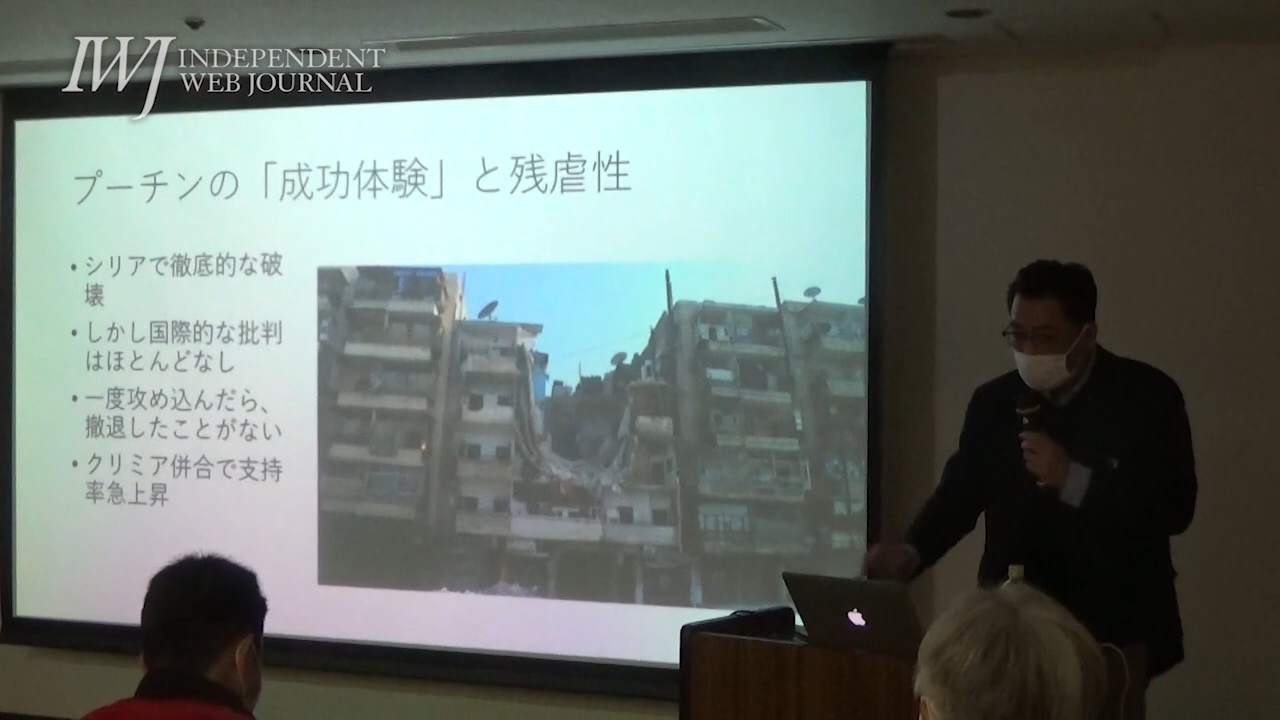 IWJ INDEPENDENT
WEB JOURNAL
プーチンの「成功体験」と残虐性
• シリアで徹底的な破
壊
• しかし国際的な批判
はほとんどなし
• 一度攻め込んだら、
撤退したことがない
• クリミア併合で支持
率急上昇